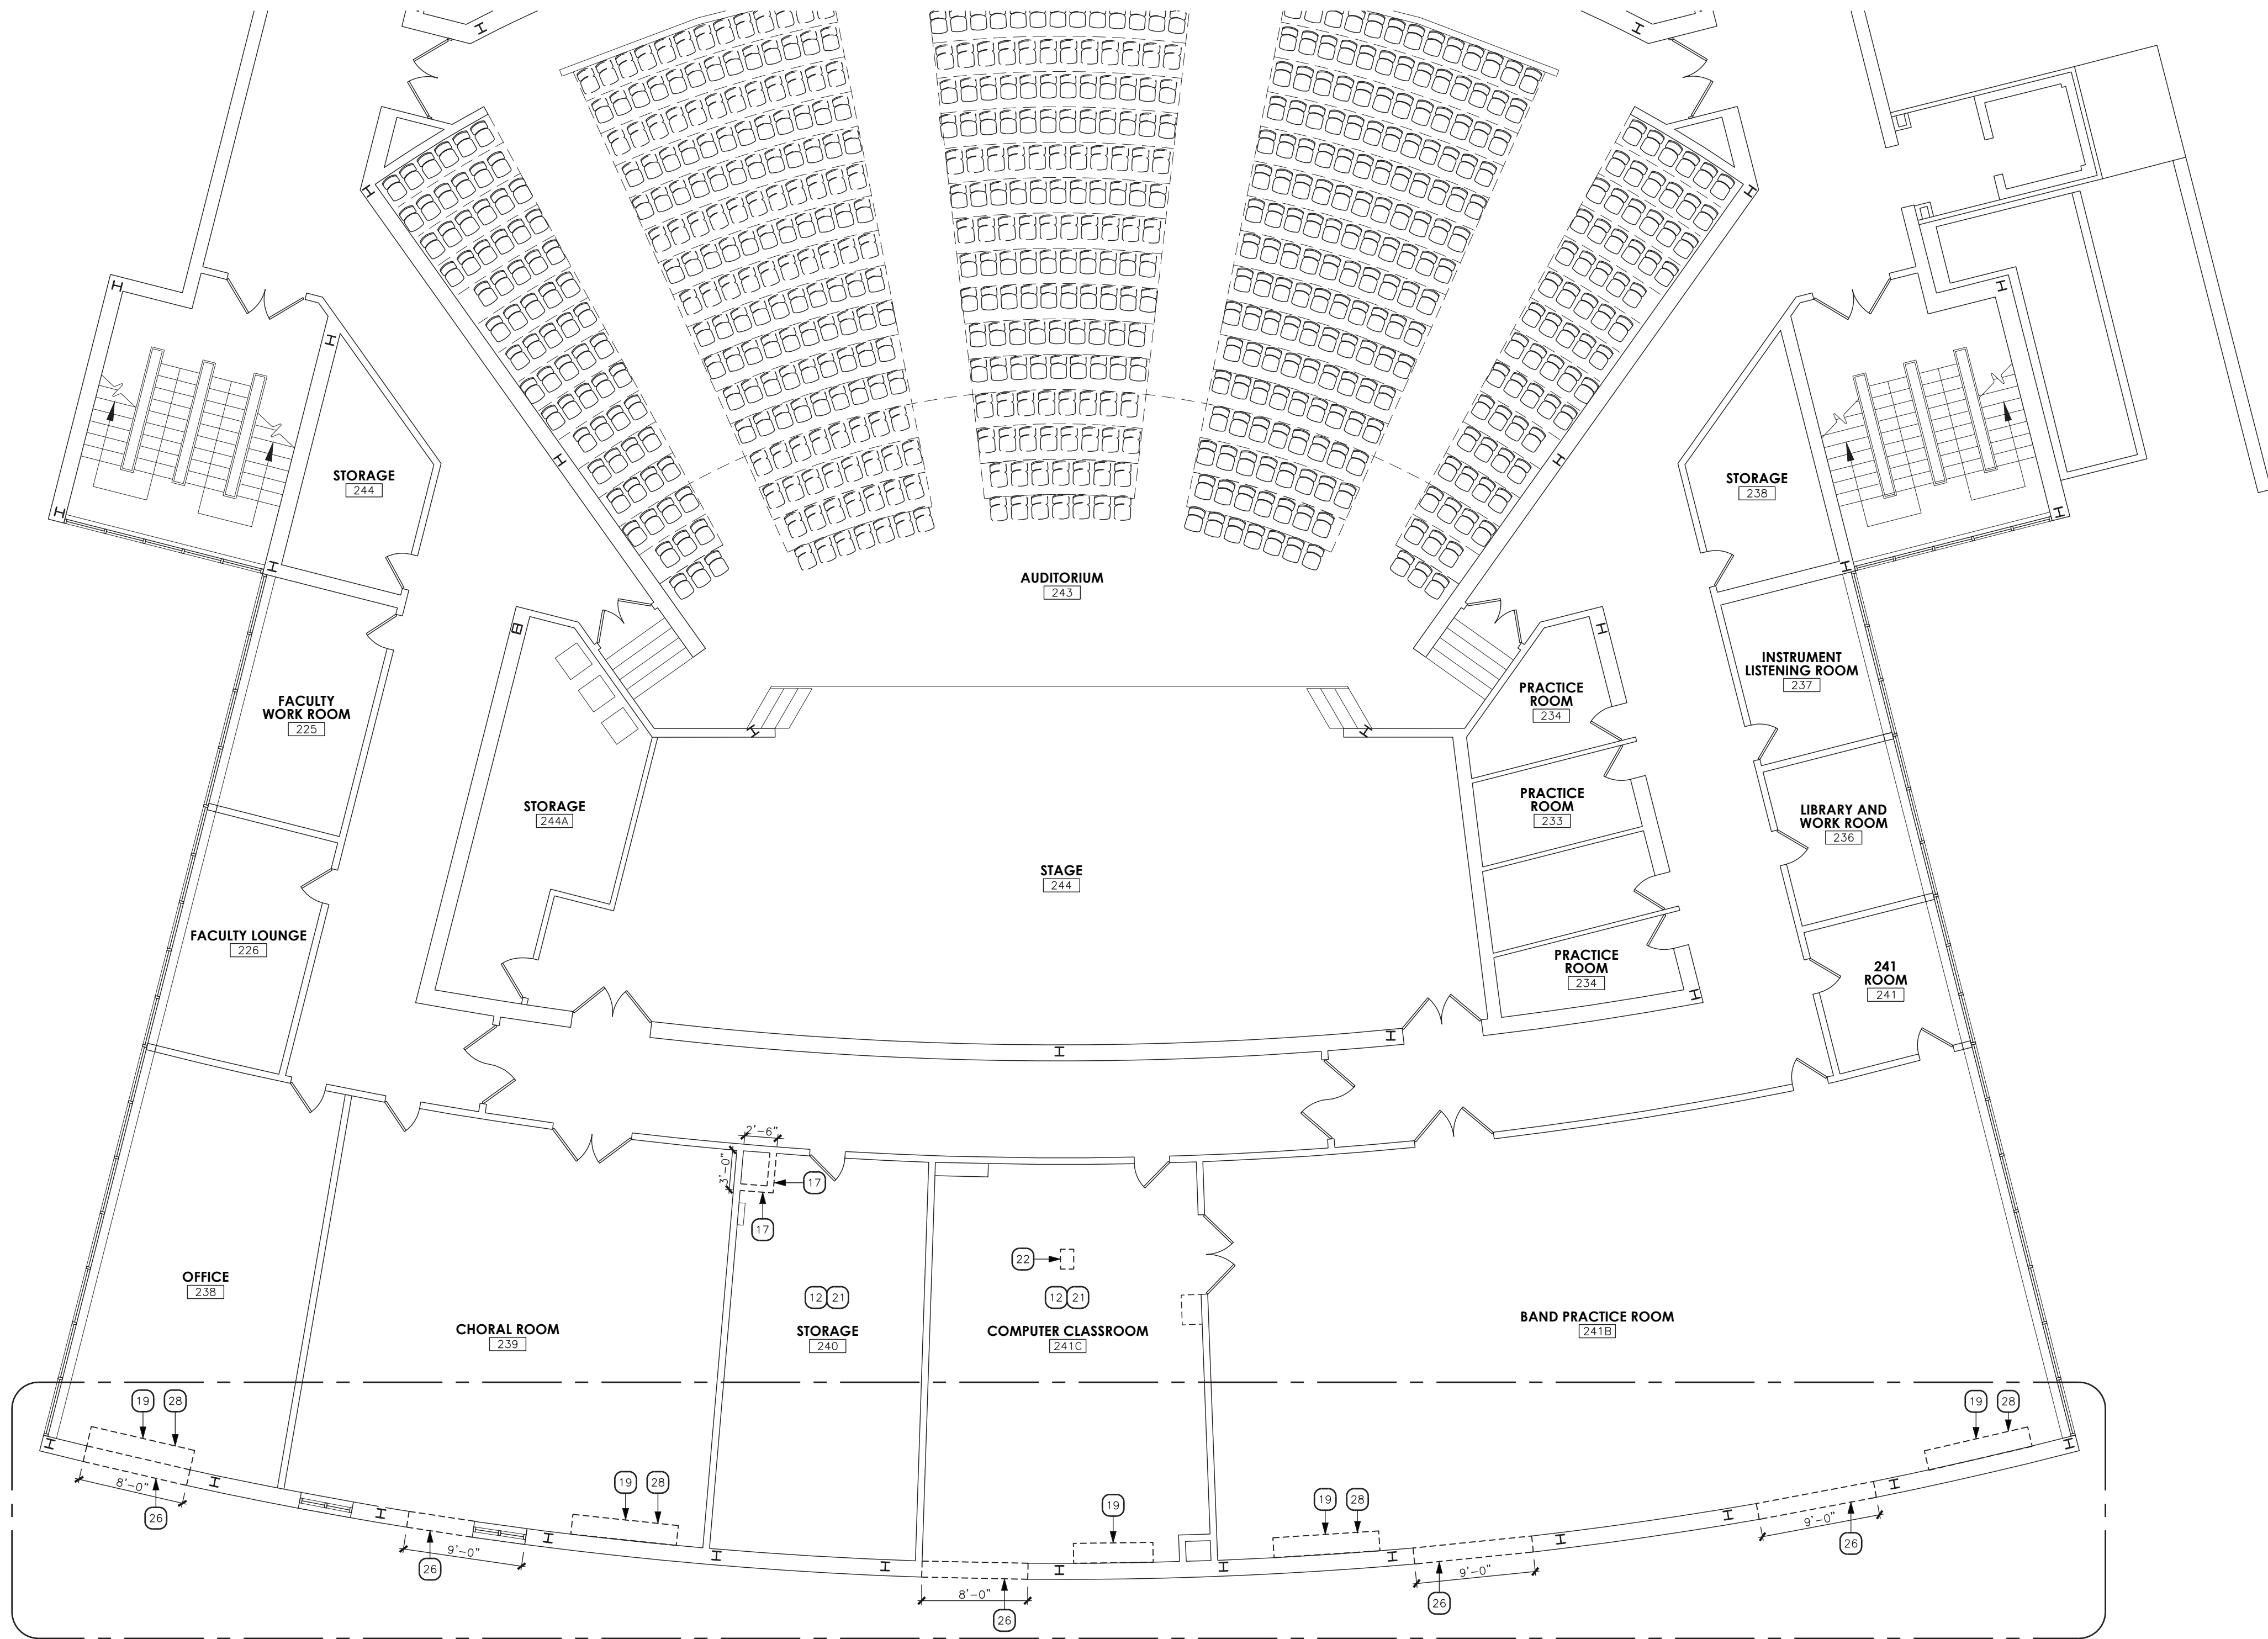 STORAGE
244
STORAGE
238
AUDITORIUM
243
INSTRUMENT
LISTENING ROOM
237
FACULTY
WORK ROOM
225
PRACTICE
ROOM
234
STORAGE
244A
PRACTICE
ROOM
233
LIBRARY AND
WORK ROOM
236
STAGE
244
FACULTY LOUNGE
226
PRACTICE
ROOM
234
241
ROOM
241
2'-6"
3'-0"
17
17
22
OFFICE
238
12 21
12 21
CHORAL ROOM
239
STORAGE
240
COMPUTER CLASSROOM
241C
BAND PRACTICE ROOM
241B
19 28
19 28
8'-0"
26
19 28
19
19 28
9'-0"
26
9'-0"
26
9'-0"
26
8'-0"
26